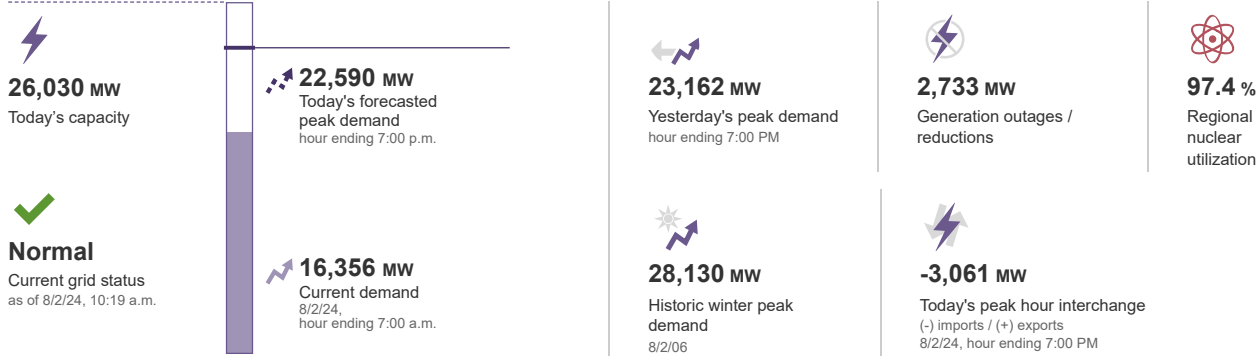 26,030 MW
Today's capacity
Normal
Current grid status
as of 8/2/24, 10:19 a.m.
22,590 MW
Today's forecasted
peak demand
hour ending 7:00 p.m.
16,356 MW
Current demand
8/2/24,
hour ending 7:00 a.m.
23,162 MW
Yesterday's peak demand
hour ending 7:00 PM
2,733 MW
Generation outages /
reductions
97.4 %
Regional
nuclear
utilization
28,130 MW
Historic winter peak
demand
8/2/06
-3,061 MW
Today's peak hour interchange
(-) imports / (+) exports
8/2/24, hour ending 7:00 PM